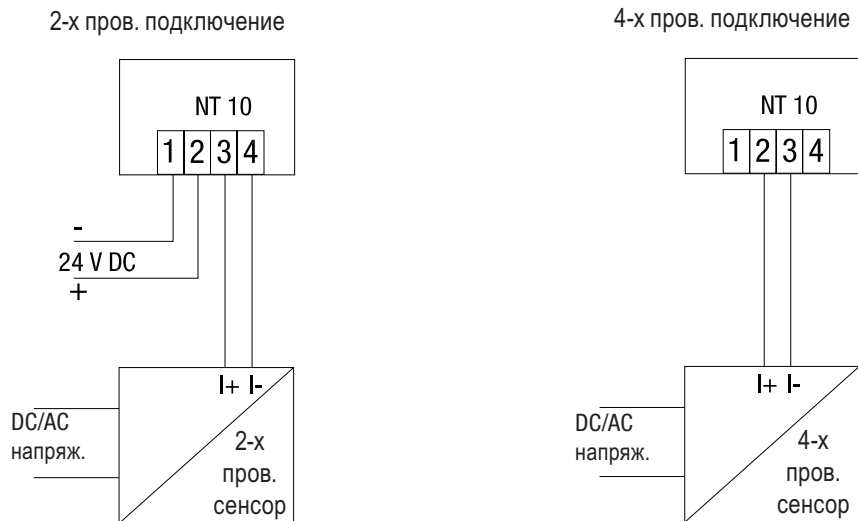 2-х пров. подключение
NT 10
1 2 3 4
-
24 V DC
+
I+ I-
DC/AC
напряж.
2-х
пров.
сенсор
4-х пров. подключение
NT 10
1 2 3 4
I+ I-
DC/AC
напряж.
4-х
пров.
сенсор